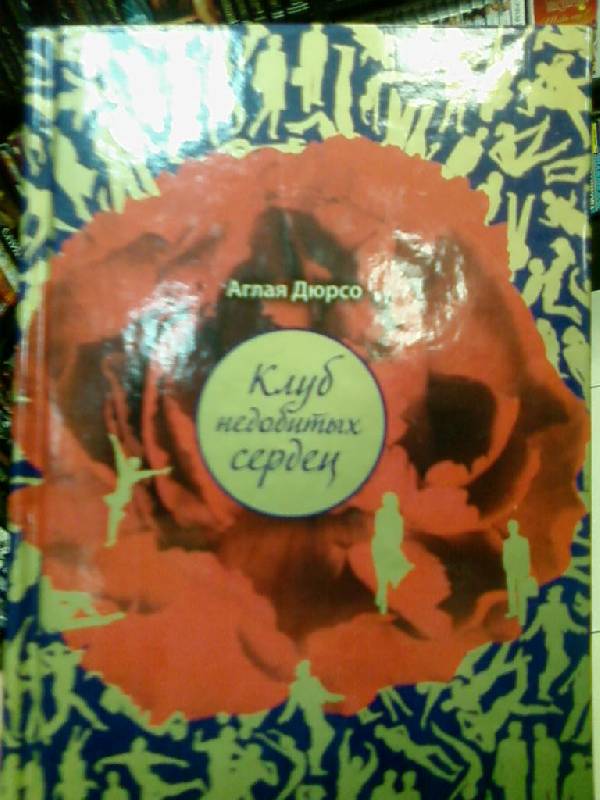 Аглая Дюрсо
Клуб
недобитых
сердец